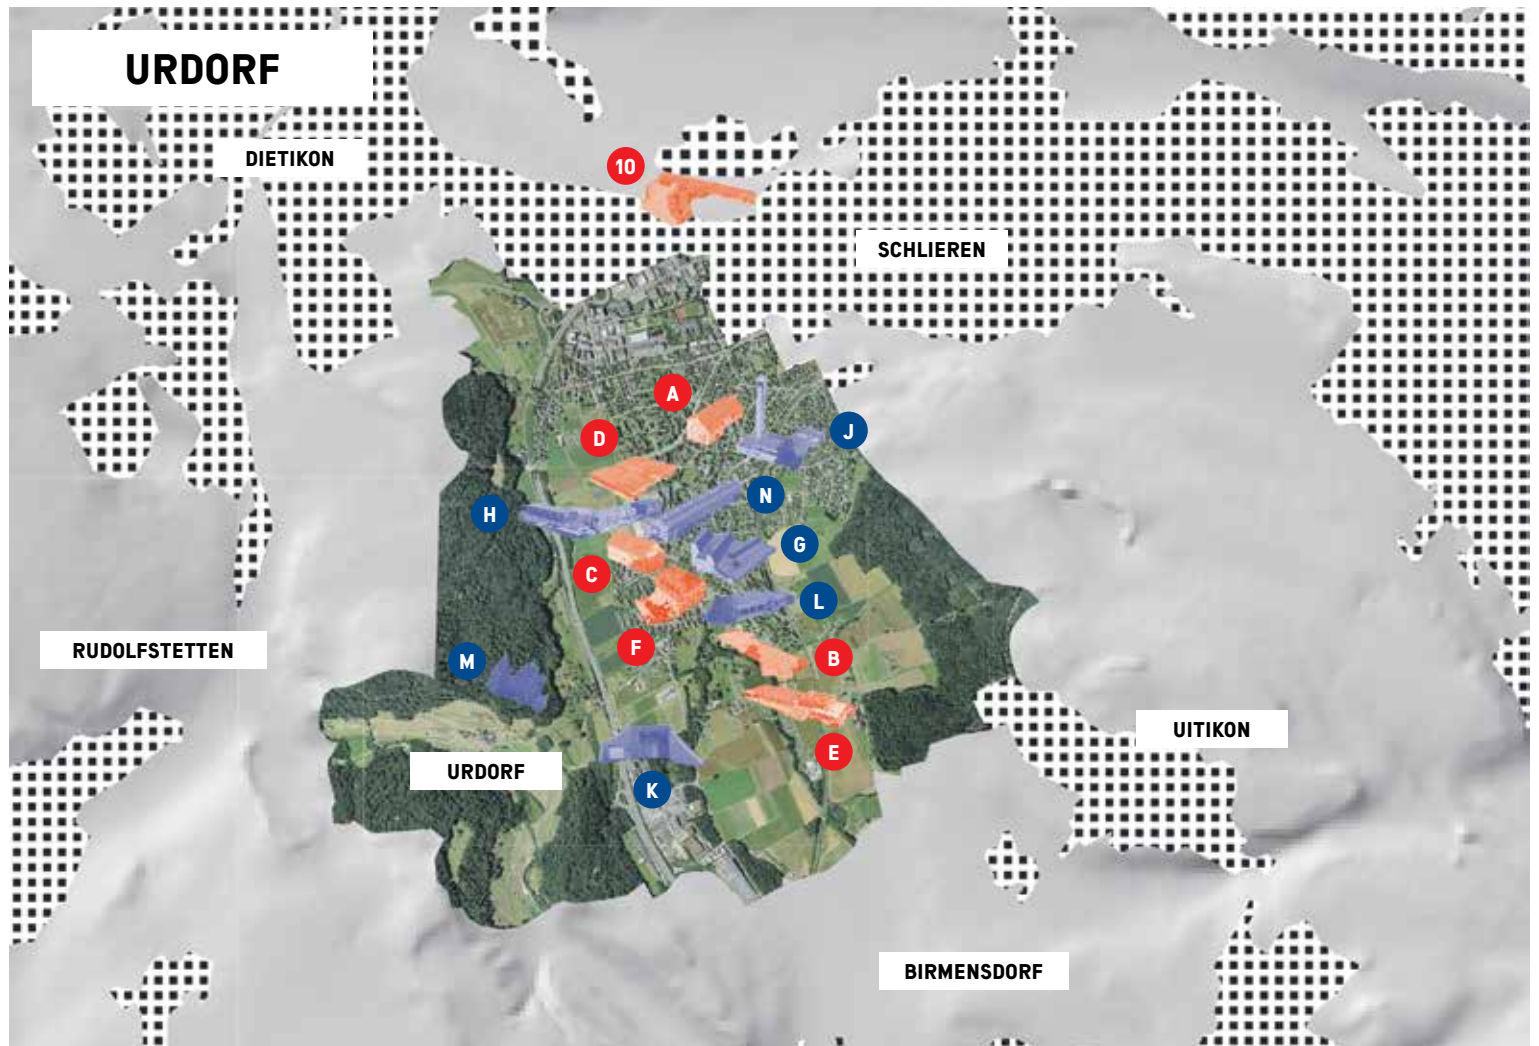 URDORF
DIETIKON
10
SCHLIEREN
A
D
J
N
H
G
C
L
F
RUDOLFSTETTEN
M
B
UITIKON
E
URDORF
K
BIRMENSDORF